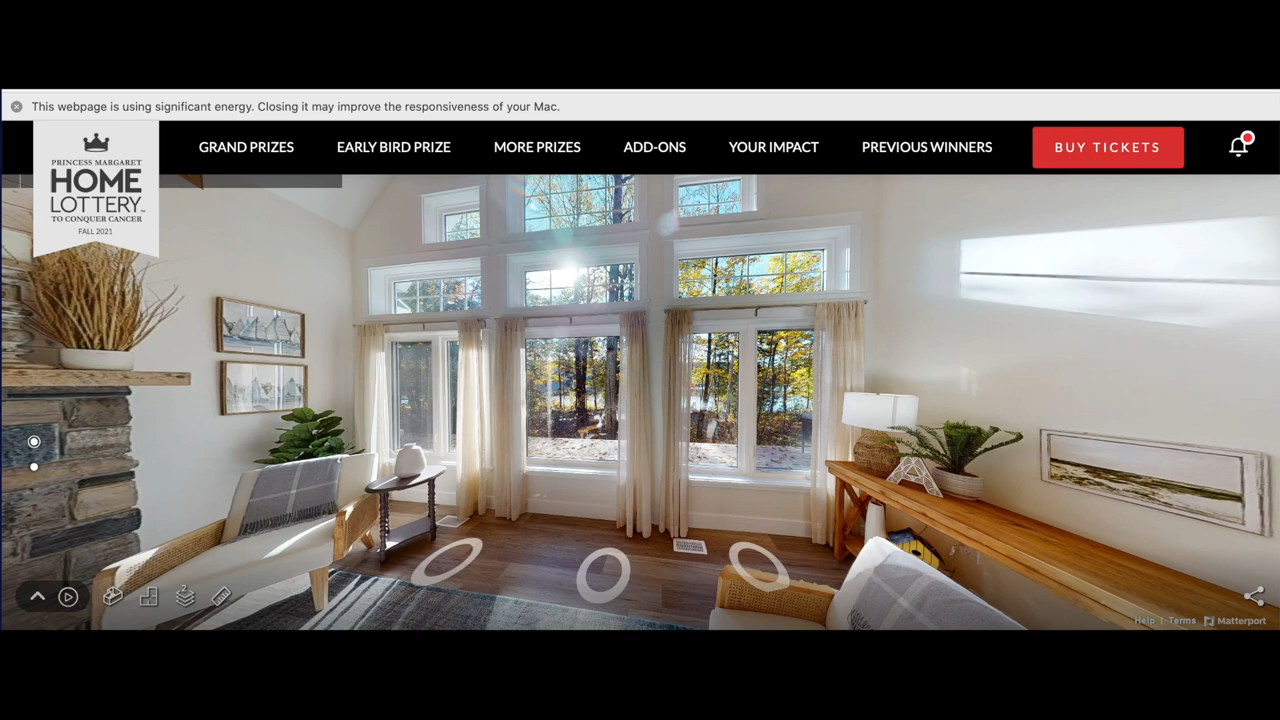 This webpage is using significant energy. Closing it may improve the responsiveness of your Mac.
PRINCESS MARGARET
HOME
LOTTERY™
TO CONQUER CANCER
FALL 2021
GRAND PRIZES EARLY BIRD PRIZE MORE PRIZES ADD-ONS YOUR IMPACT PREVIOUS WINNERS BUY TICKETS
2
Help | Terms Matterport